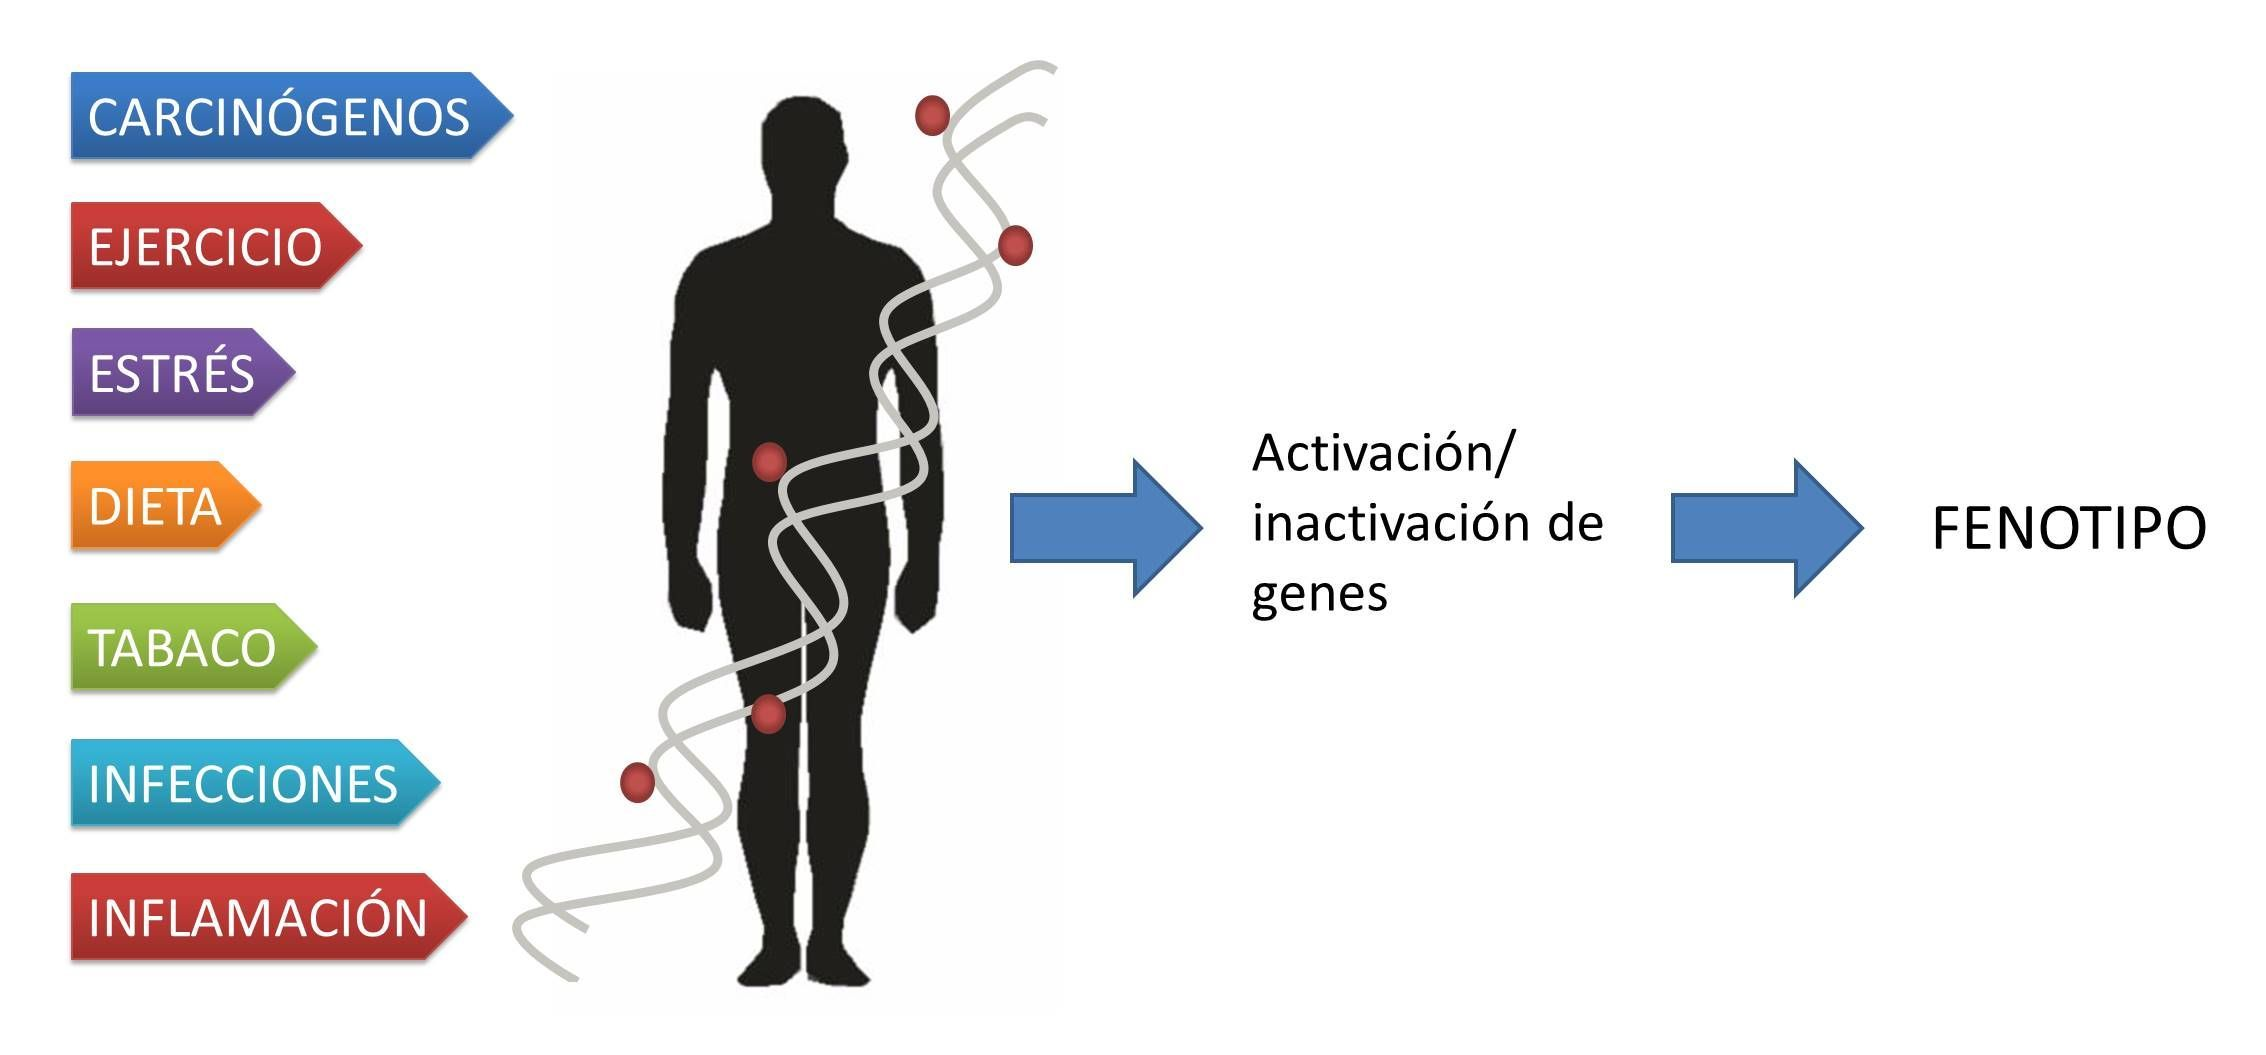 CARCINÓGENOS
EJERCICIO
ESTRÉS
DIETA
TABACO
INFECCIONES
INFLAMACIÓN
Activación/
inactivación de
genes
FENOTIPO